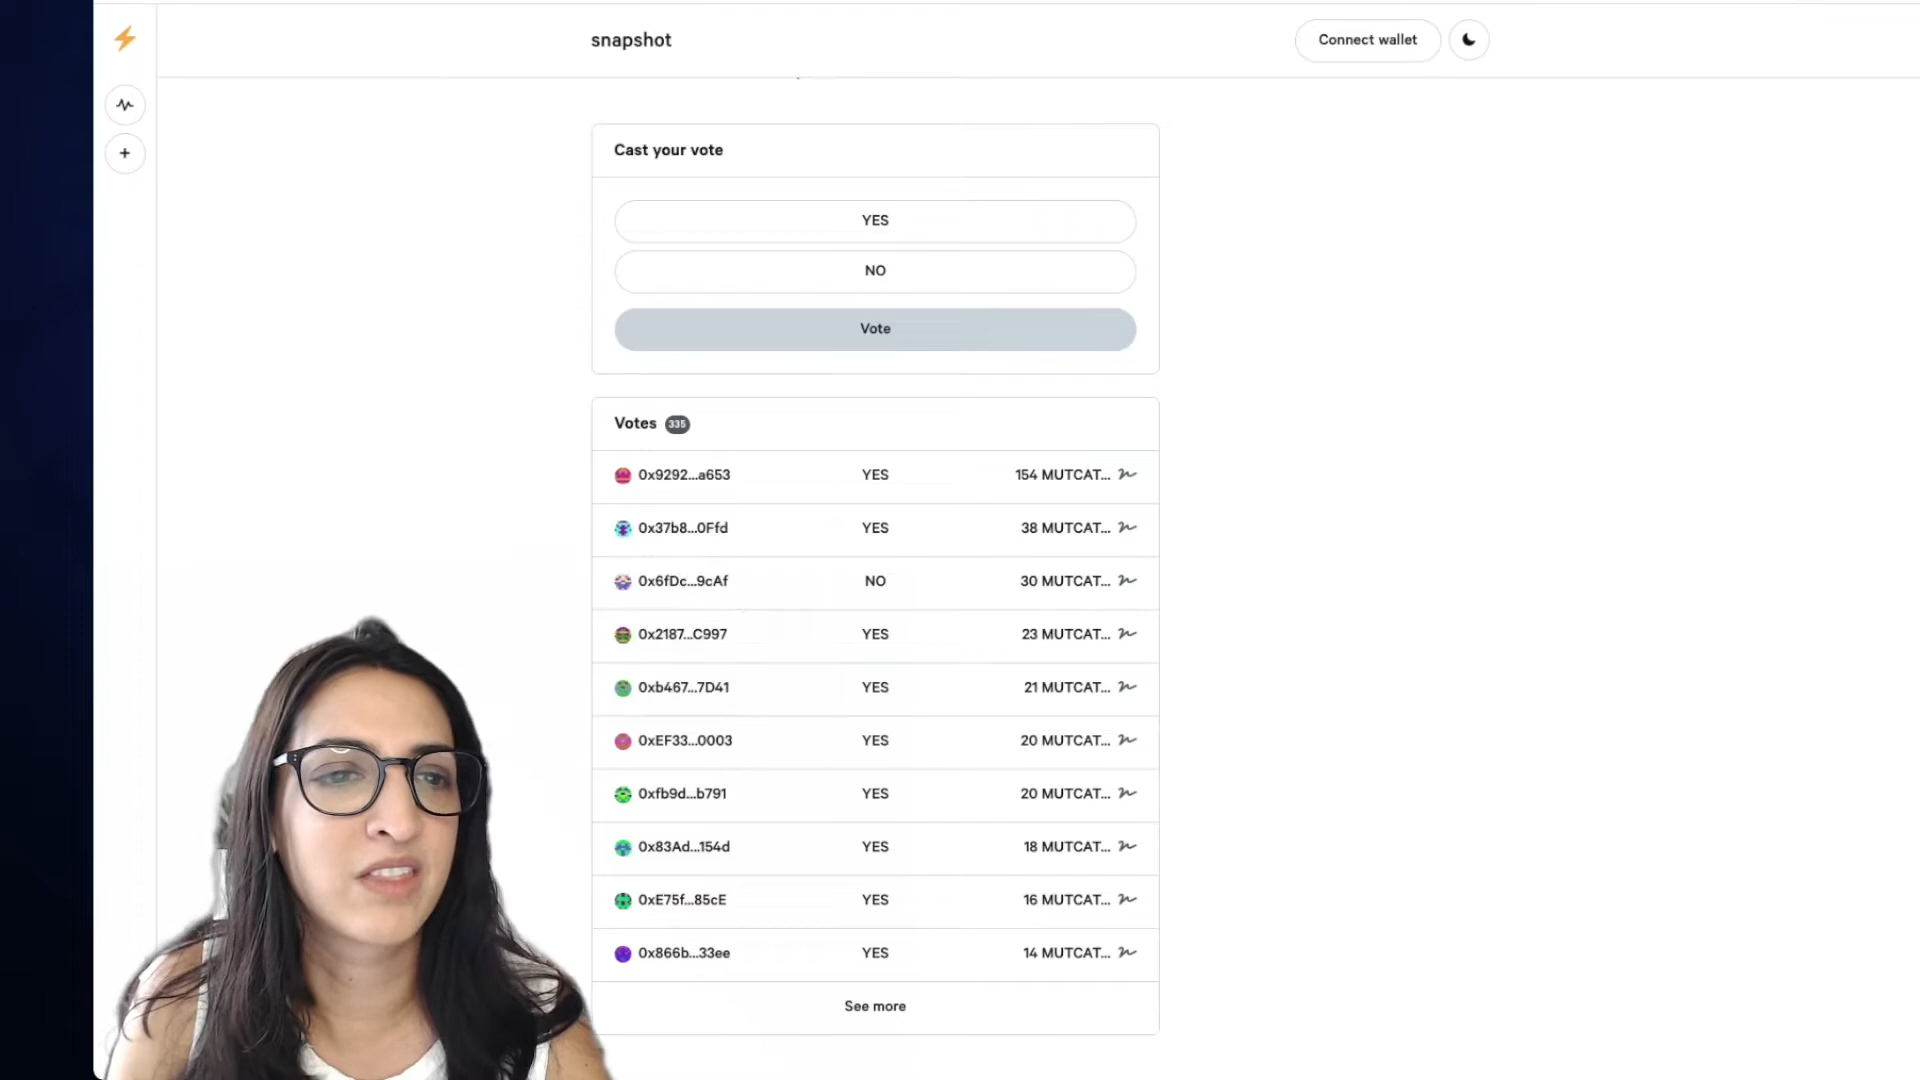 snapshot
Connect wallet
Cast your vote
YES
NO
Vote
Votes 335
0x9292...a653 YES 154 MUTCAT...
0x37b8...0Ffd YES 38 MUTCAT...
0x6fDc...9cAf NO 30 MUTCAT...
0x2187...C997 YES 23 MUTCAT...
0xb467...7D41 YES 21 MUTCAT...
0xEF33...0003 YES 20 MUTCAT...
0xfb9d...b791 YES 20 MUTCAT...
0x83Ad...154d YES 18 MUTCAT...
0xE75f...85cE YES 16 MUTCAT...
0x866b...33ee YES 14 MUTCAT...
See more